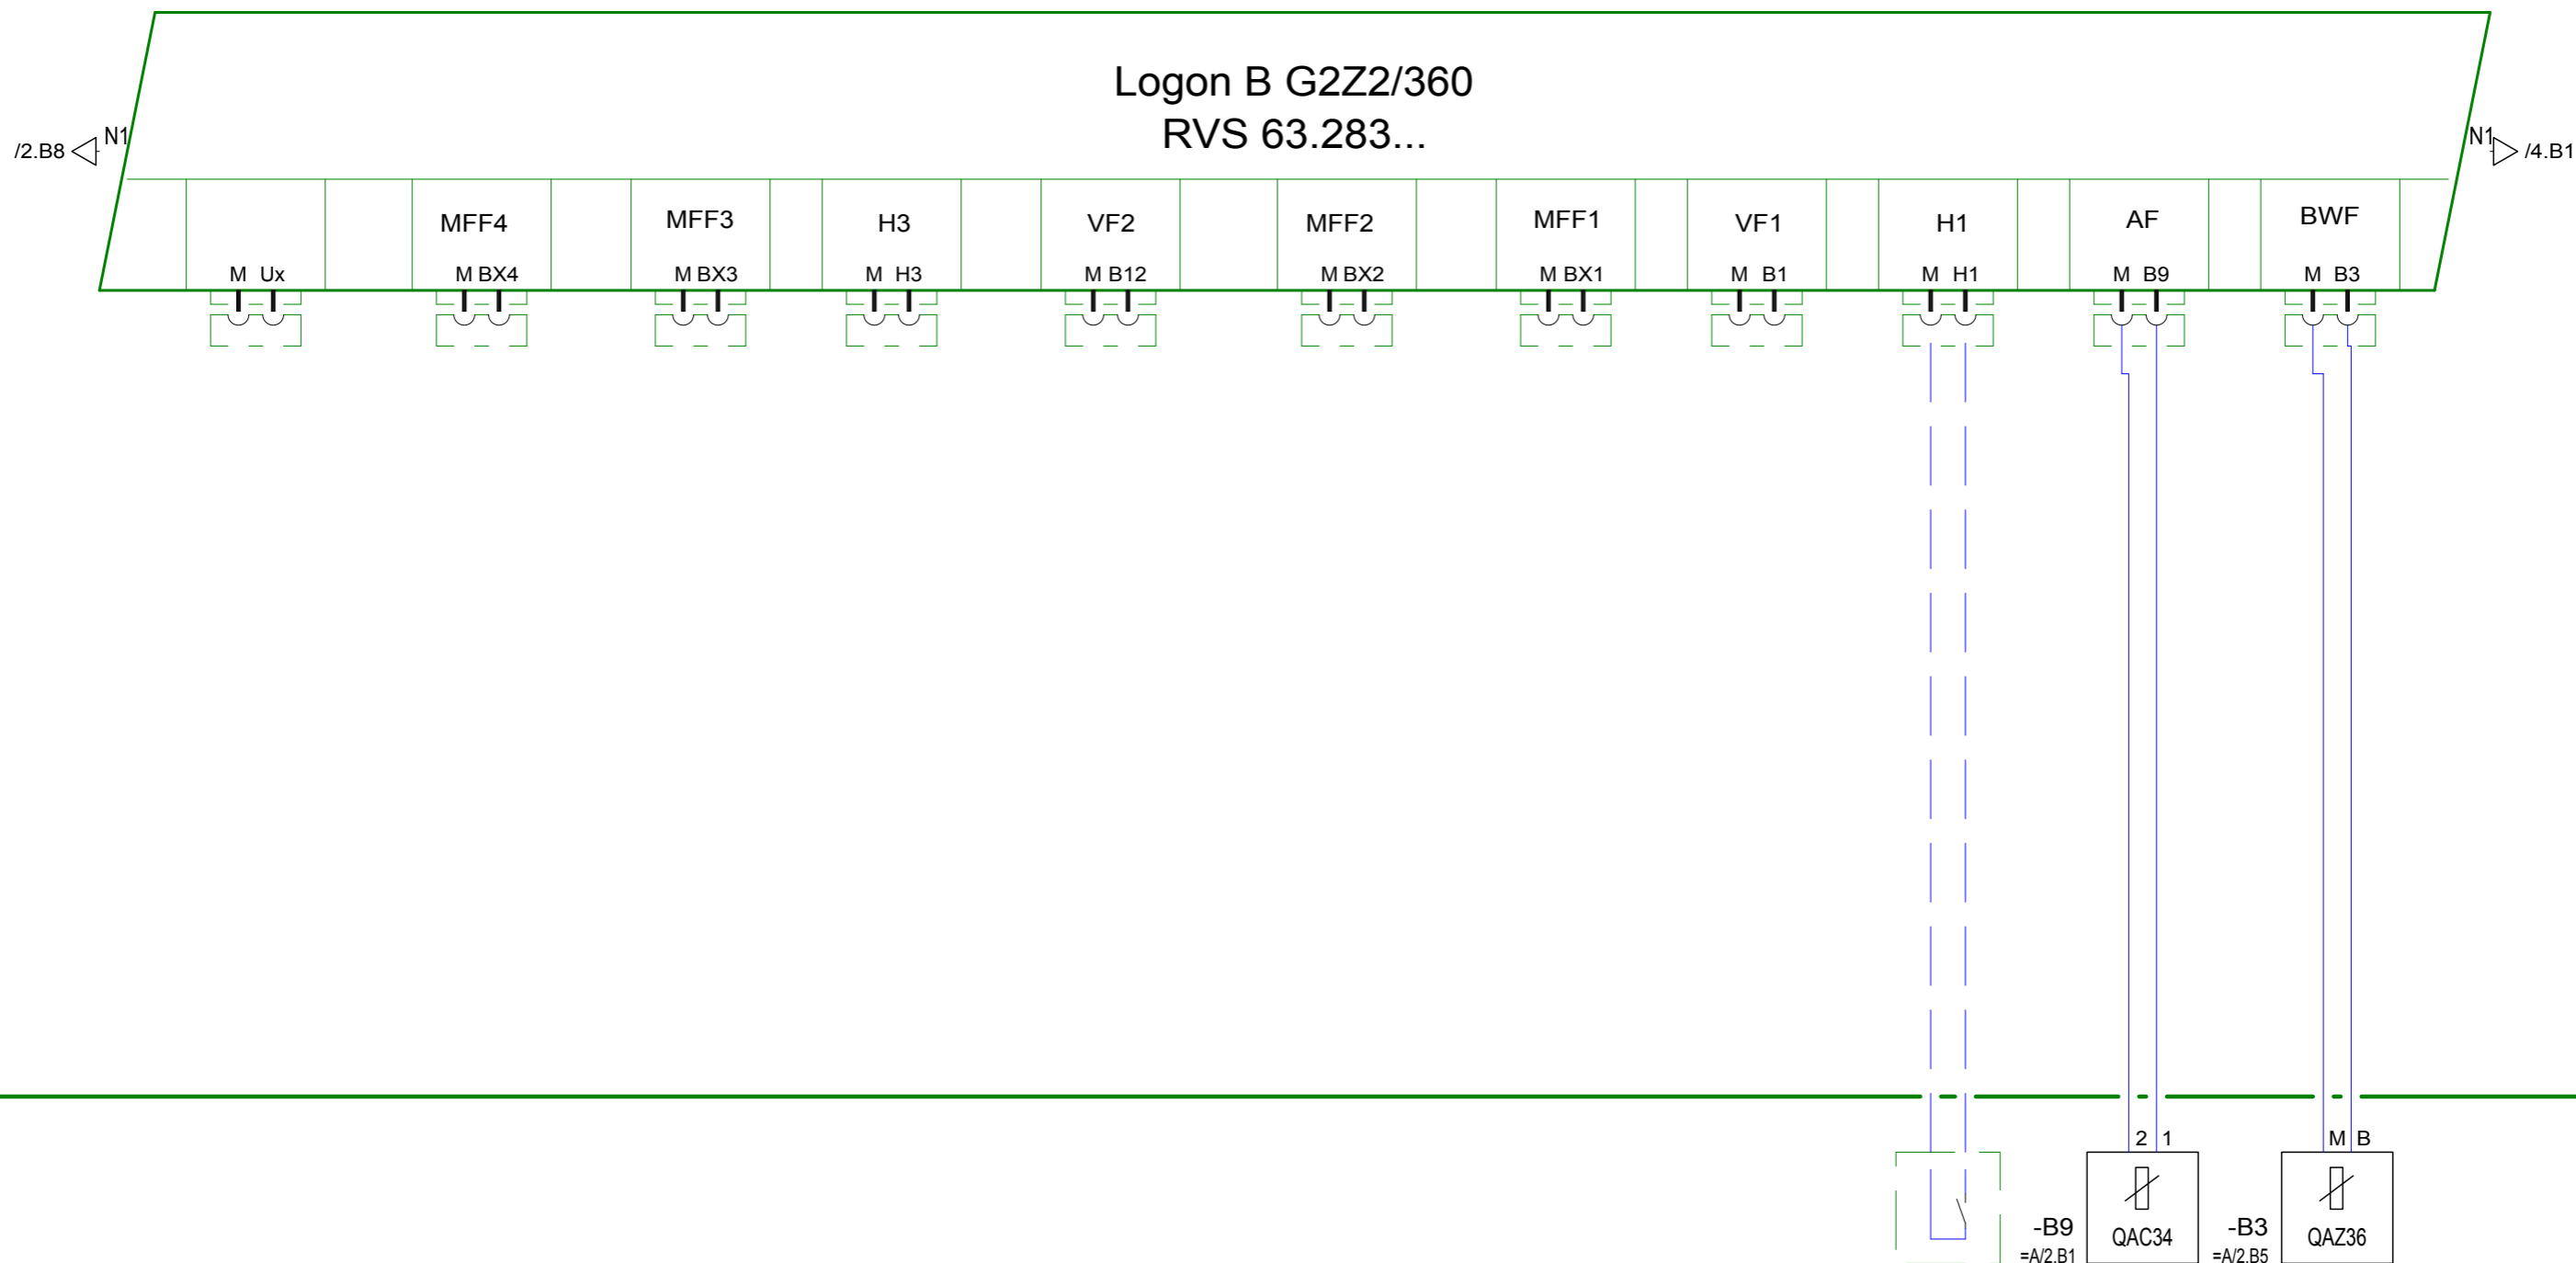 Logon B G2Z2/360
RVS 63.283...
/2.B8 N1 N1 /4.B1
MFF4 MFF3 H3 VF2 MFF2 MFF1 VF1 H1 AF BWF
M Ux M BX4 M BX3 M H3 M B12 M BX2 M BX1 M B1 M H1 M B9 M B3
2 1 M B
-B9 QAC34 -B3 QAZ36
=A/2.B1 =A/2.B5